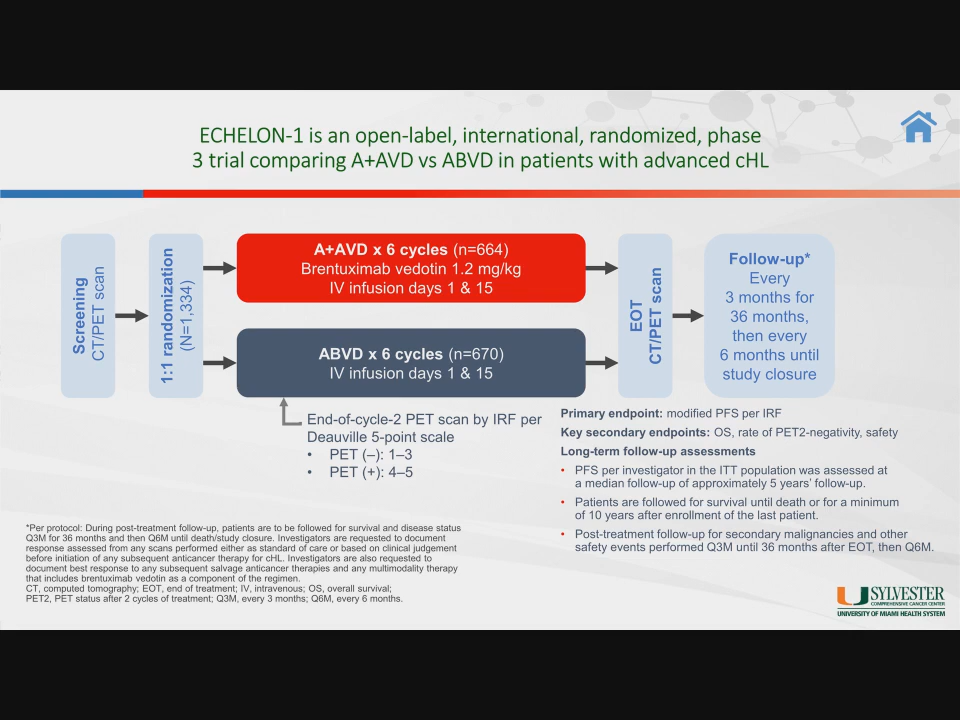 ECHELON-1 is an open-label, international, randomized, phase
3 trial comparing A+AVD vs ABVD in patients with advanced cHL
Screening
CT/PET scan
1:1 randomization
(N=1,334)
A+AVD x 6 cycles (n=664)
Brentuximab vedotin 1.2 mg/kg
IV infusion days 1 & 15
ABVD x 6 cycles (n=670)
IV infusion days 1 & 15
EOT
CT/PET scan
Follow-up*
Every
3 months for
36 months,
then every
6 months until
study closure
End-of-cycle-2 PET scan by IRF per
Deauville 5-point scale
• PET (–): 1–3
• PET (+): 4–5
Primary endpoint: modified PFS per IRF
Key secondary endpoints: OS, rate of PET2-negativity, safety
Long-term follow-up assessments
• PFS per investigator in the ITT population was assessed at
a median follow-up of approximately 5 years' follow-up.
• Patients are followed for survival until death or for a minimum
of 10 years after enrollment of the last patient.
• Post-treatment follow-up for secondary malignancies and other
safety events performed Q3M until 36 months after EOT, then Q6M.
*Per protocol: During post-treatment follow-up, patients are to be followed for survival and disease status
Q3M for 36 months and then Q6M until death/study closure. Investigators are requested to document
response assessed from any scans performed either as standard of care or based on clinical judgement
before initiation of any subsequent anticancer therapy for cHL. Investigators are also requested to
document best response to any subsequent salvage anticancer therapies and any multimodality therapy
that includes brentuximab vedotin as a component of the regimen.
CT, computed tomography; EOT, end of treatment; IV, intravenous; OS, overall survival;
PET2, PET status after 2 cycles of treatment; Q3M, every 3 months; Q6M, every 6 months.
SYLVESTER
COMPREHENSIVE CANCER CENTER
UNIVERSITY OF MIAMI HEALTH SYSTEM